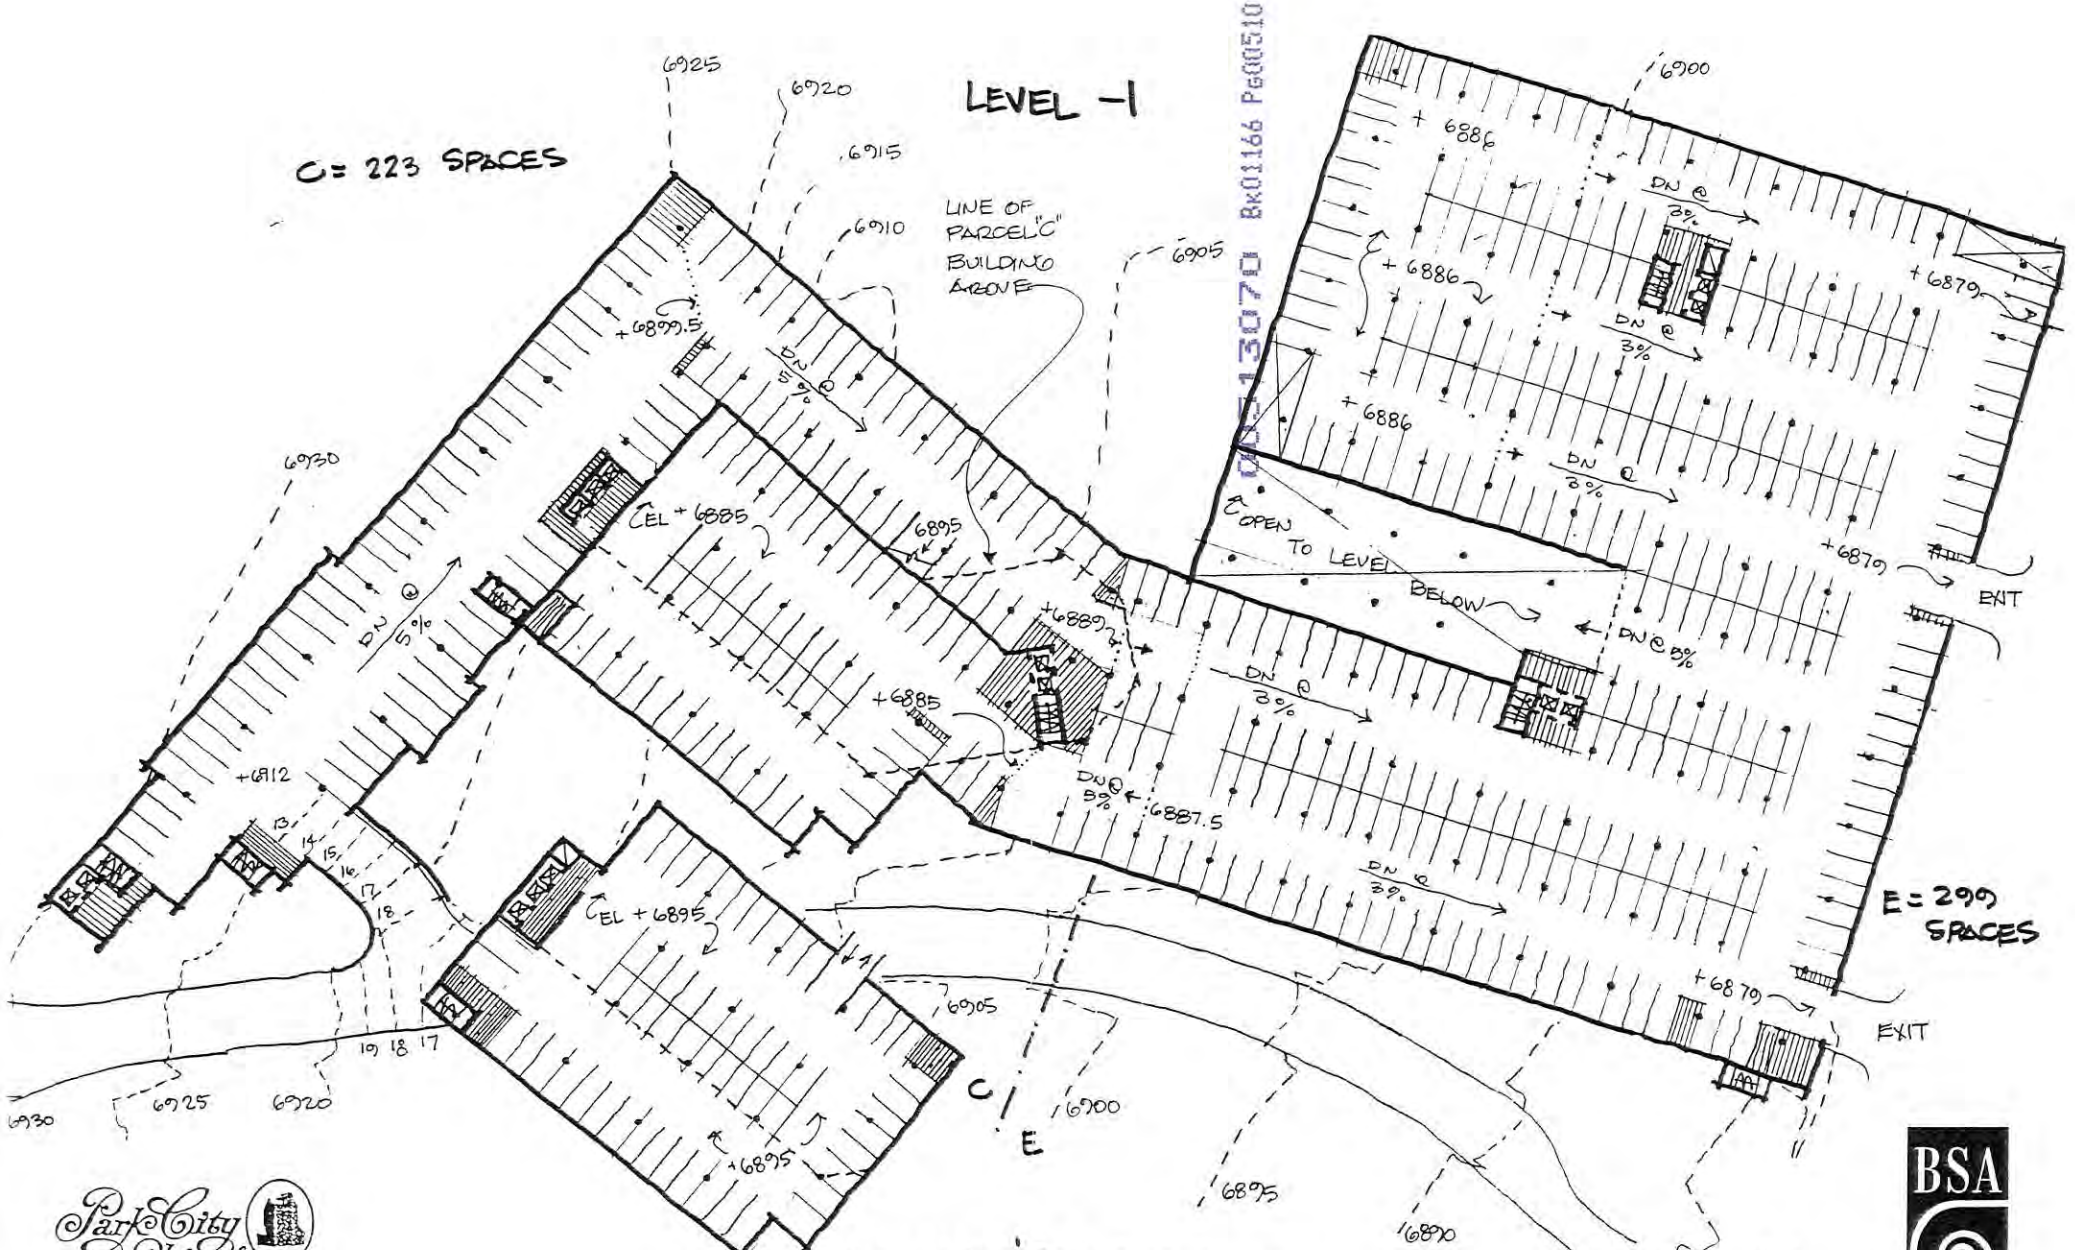 LEVEL -1
C= 223 SPACES
00513070 BK01166 PG00510
6925
6920
6915
6910
6905
6900
LINE OF
PARCEL "C"
BUILDING
ABOVE
+ 6886
DN @
3%
+ 6886
DN @
3%
+6879
+6899.5
DN @
5%
+ 6886
DN @
3%
6930
EL + 6885
6895
OPEN
TO LEVEL
BELOW
+6879
EXIT
DN @
5%
+6889
DN @ 5%
DN @
3%
+6885
+6912
DN @
5%
6887.5
13
14
15
16
17
18
DN @
3%
E = 299
SPACES
EL + 6895
+6879
6905
EXIT
19 18 17
C
E
6930
6925
6920
6900
+6895
6895
6890
Park City
BSA